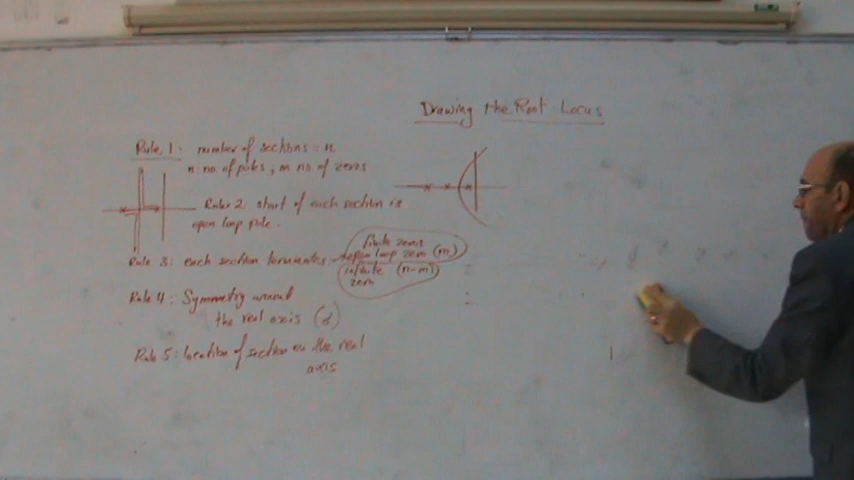 Drawing the Root Locus
Rule 1: number of sections = n
n: no. of poles, m no. of zeros
Rule 2: start of each section is
open loop pole.
Rule 3: each section terminates
finite zeros
open loop zero (m)
infinite (n-m)
zero
Rule 4: Symmetry around
the real axis (σ)
Rule 5: location of section on the real
axis